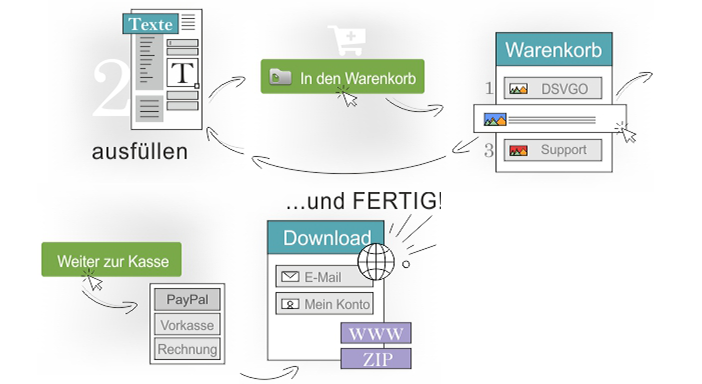 Texte
2
T
ausfüllen
In den Warenkorb
Warenkorb
1
DSVGO
3
Support
...und FERTIG!
Weiter zur Kasse
PayPal
Vorkasse
Rechnung
Download
E-Mail
Mein Konto
WWW
ZIP